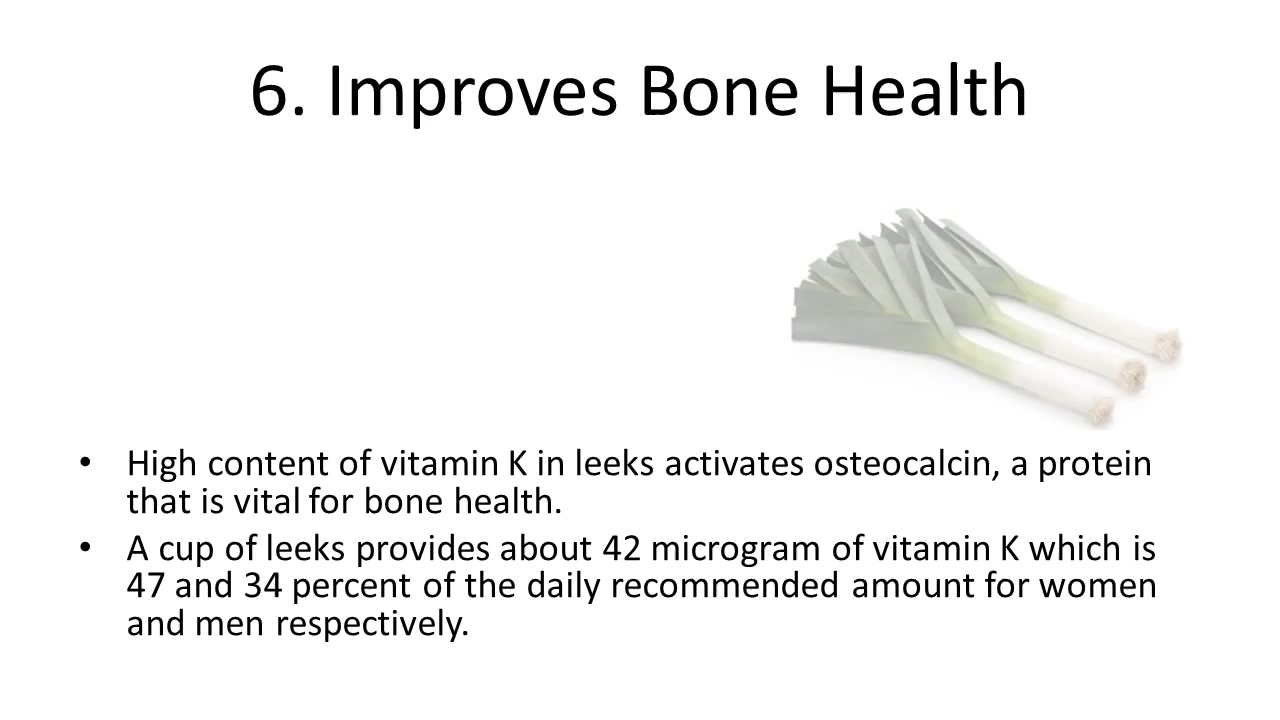 6. Improves Bone Health
• High content of vitamin K in leeks activates osteocalcin, a protein
that is vital for bone health.
• A cup of leeks provides about 42 microgram of vitamin K which is
47 and 34 percent of the daily recommended amount for women
and men respectively.